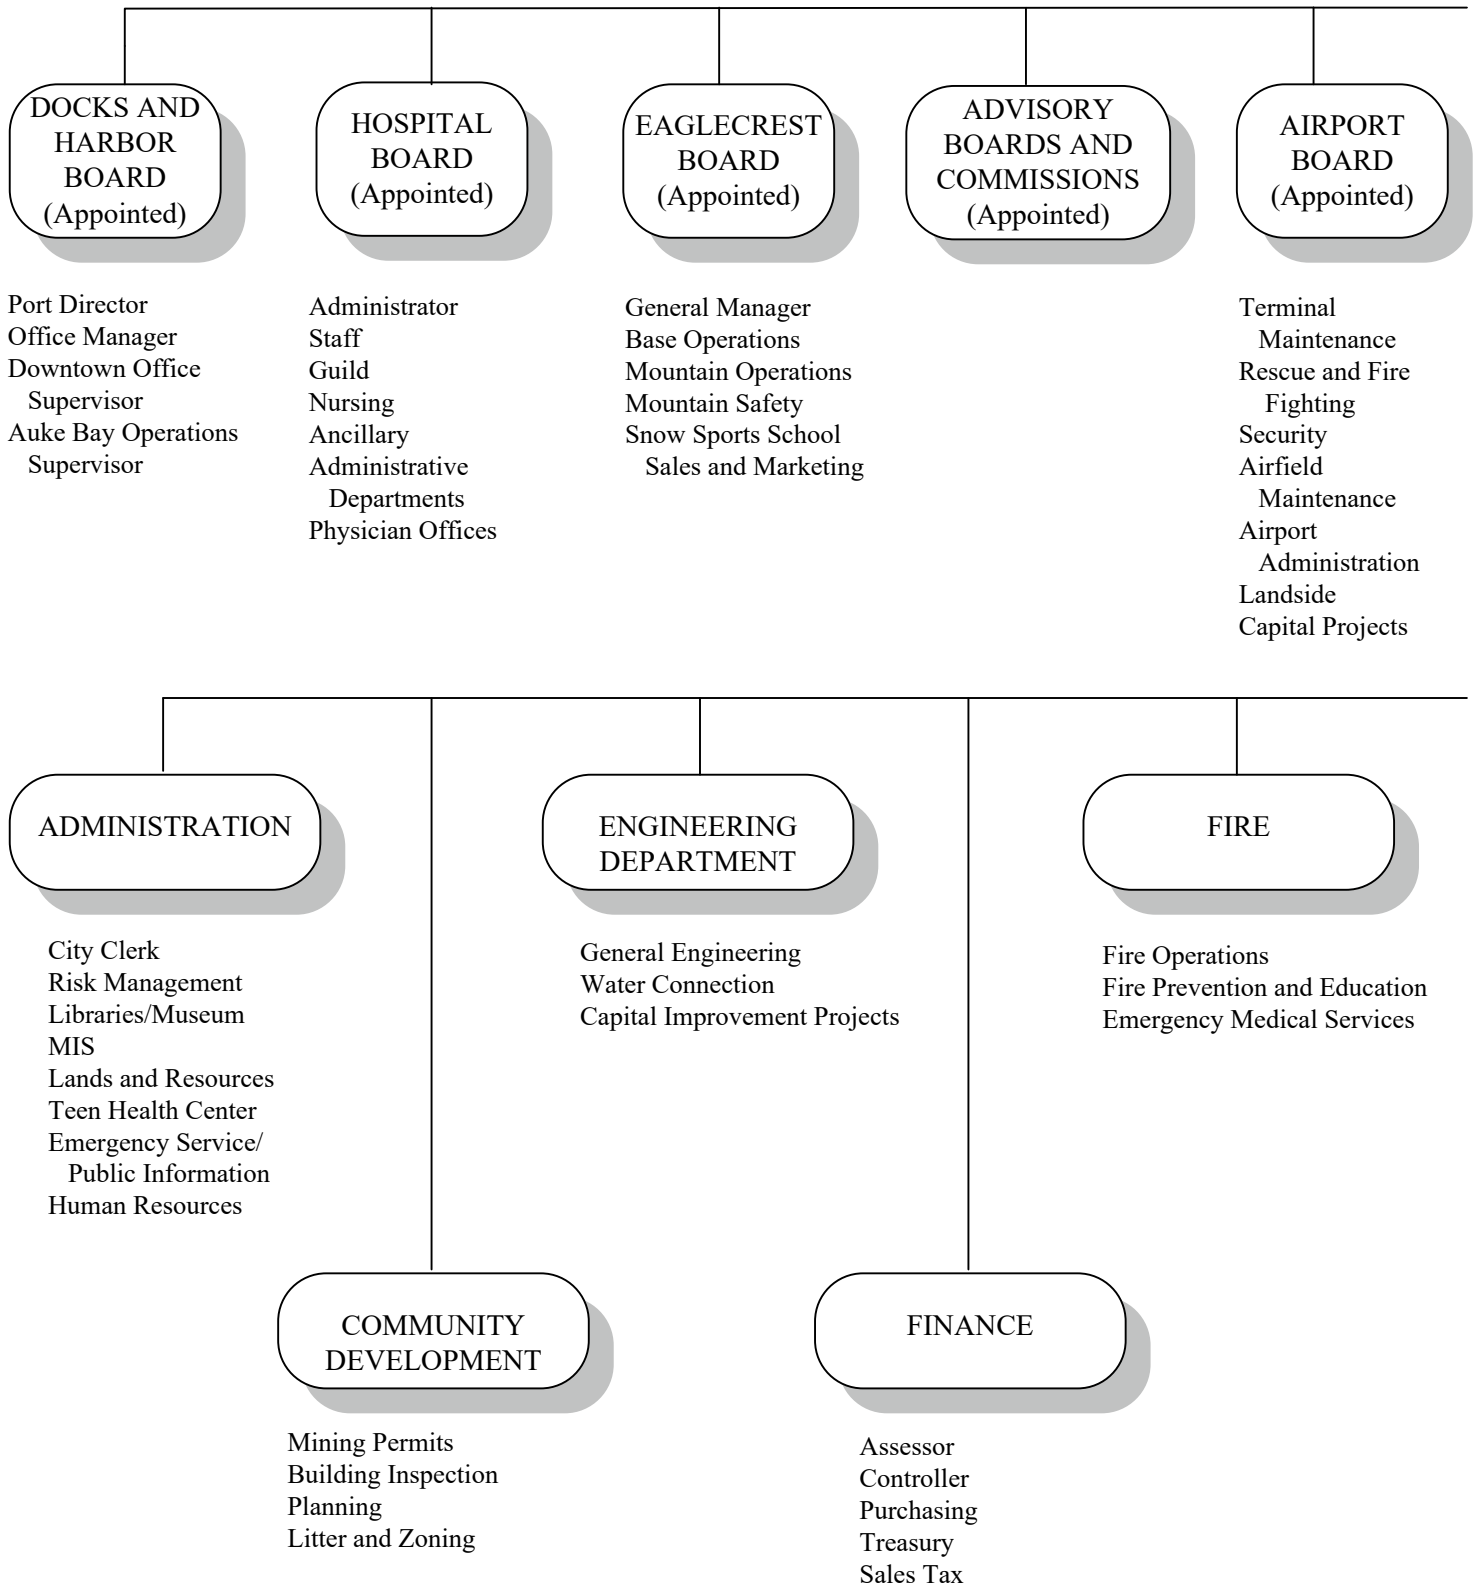 DOCKS AND
HARBOR
BOARD
(Appointed)
HOSPITAL
BOARD
(Appointed)
EAGLECREST
BOARD
(Appointed)
ADVISORY
BOARDS AND
COMMISSIONS
(Appointed)
AIRPORT
BOARD
(Appointed)
Port Director
Office Manager
Downtown Office
Supervisor
Auke Bay Operations
Supervisor
Administrator
Staff
Guild
Nursing
Ancillary
Administrative
Departments
Physician Offices
General Manager
Base Operations
Mountain Operations
Mountain Safety
Snow Sports School
Sales and Marketing
Terminal
Maintenance
Rescue and Fire
Fighting
Security
Airfield
Maintenance
Airport
Administration
Landside
Capital Projects
ADMINISTRATION
ENGINEERING
DEPARTMENT
FIRE
City Clerk
Risk Management
Libraries/Museum
MIS
Lands and Resources
Teen Health Center
Emergency Service/
Public Information
Human Resources
General Engineering
Water Connection
Capital Improvement Projects
Fire Operations
Fire Prevention and Education
Emergency Medical Services
COMMUNITY
DEVELOPMENT
FINANCE
Mining Permits
Building Inspection
Planning
Litter and Zoning
Assessor
Controller
Purchasing
Treasury
Sales Tax